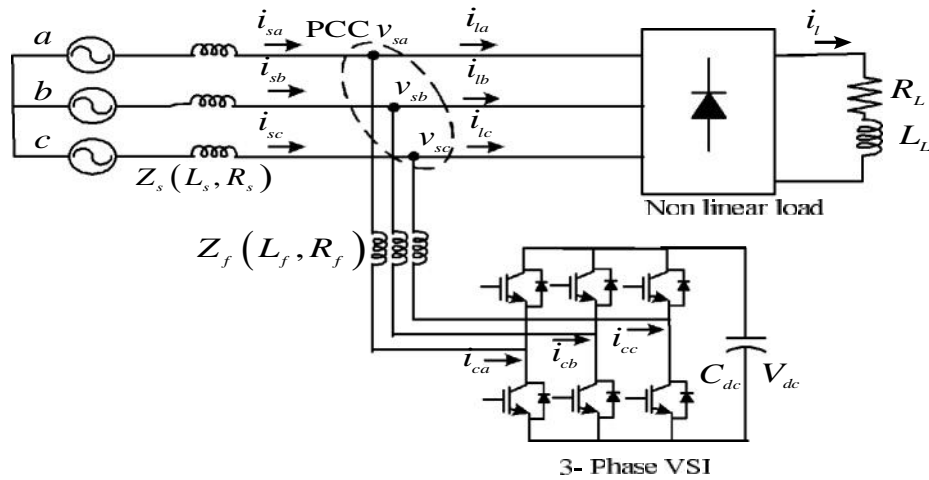 a
i_sa
PCC v_sa
i_la
i_l
b
i_sb
v_sb
i_lb
R_L
c
i_sc
v_sc
i_lc
L_L
Z_s (L_s, R_s)
Non linear load
Z_f (L_f, R_f)
i_ca
i_cb
i_cc
C_dc
V_dc
3- Phase VSI